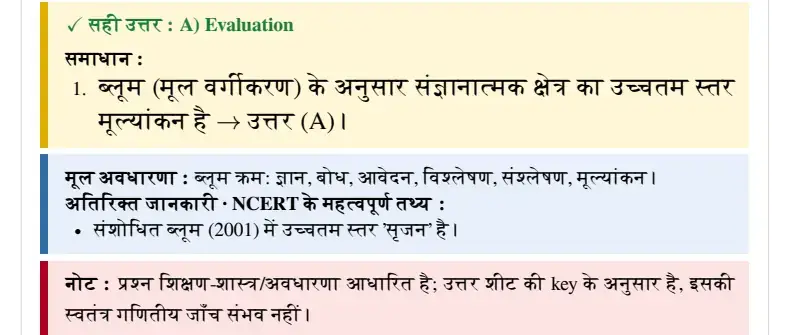 ✓ सही उत्तर : A) Evaluation
समाधान :
1. ब्लूम (मूल वर्गीकरण) के अनुसार संज्ञानात्मक क्षेत्र का उच्चतम स्तर
मूल्यांकन है → उत्तर (A)।
मूल अवधारणा : ब्लूम क्रम: ज्ञान, बोध, आवेदन, विश्लेषण, संश्लेषण, मूल्यांकन।
अतिरिक्त जानकारी · NCERT के महत्वपूर्ण तथ्य :
• संशोधित ब्लूम (2001) में उच्चतम स्तर 'सृजन' है।
नोट : प्रश्न शिक्षण-शास्त्र/अवधारणा आधारित है; उत्तर शीट की key के अनुसार है, इसकी
स्वतंत्र गणितीय जाँच संभव नहीं।